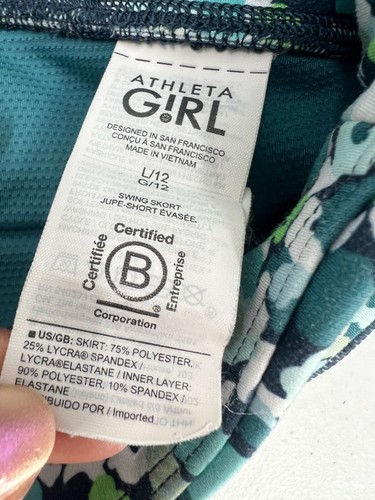 ATHLETA
GIRL
DESIGNED IN SAN FRANCISCO
CONÇU À SAN FRANCISCO
MADE IN VIETNAM
L/12
G/12
SWING SKORT
JUPE-SHORT ÉVASÉE.
Certified
Certifiée
B
Entreprise
®
Corporation
US/GB: SKIRT: 75% POLYESTER,
25% LYCRA® SPANDEX /
LYCRA®ELASTANE / INNER LAYER:
90% POLYESTER, 10% SPANDEX /
ELASTANE
IBUIDO POR / Imported